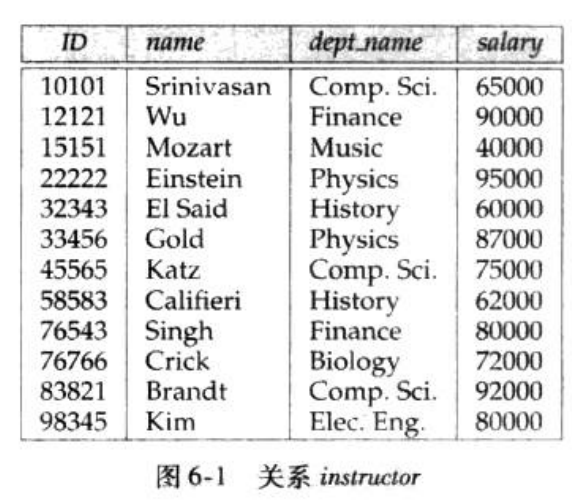 ID name dept_name salary
10101 Srinivasan Comp. Sci. 65000
12121 Wu Finance 90000
15151 Mozart Music 40000
22222 Einstein Physics 95000
32343 El Said History 60000
33456 Gold Physics 87000
45565 Katz Comp. Sci. 75000
58583 Califieri History 62000
76543 Singh Finance 80000
76766 Crick Biology 72000
83821 Brandt Comp. Sci. 92000
98345 Kim Elec. Eng. 80000
图 6-1 关系 instructor